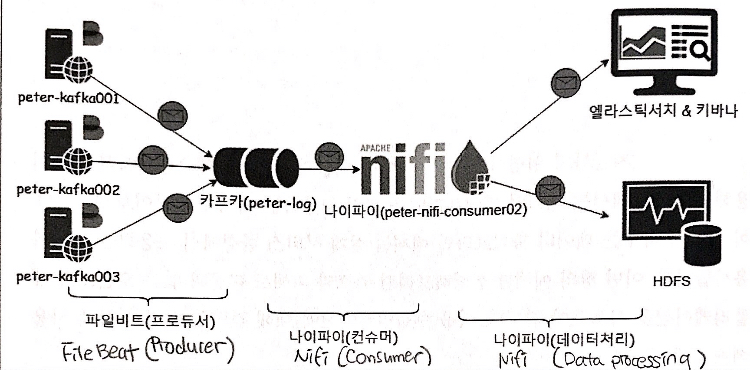 peter-kafka001
peter-kafka002
peter-kafka003
카프카(peter-log)
APACHE
nifi
나이파이(peter-nifi-consumer02)
엘라스틱서치 & 키바나
HDFS
파일비트(프로듀서)
FileBeat (Producer)
나이파이(컨슈머)
Nifi (Consumer)
나이파이(데이터처리)
Nifi (Data processing)